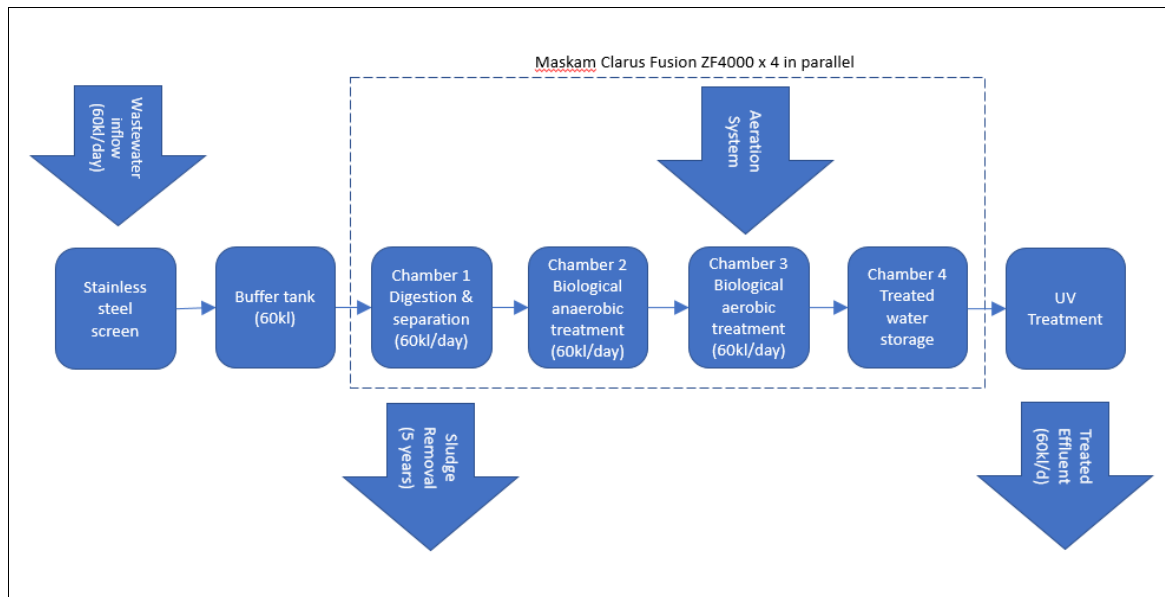 Maskam Clarus Fusion ZF4000 x 4 in parallel
Wastewater
inflow
(60kl/day)
Aeration
System
Stainless
steel
screen
Buffer tank
(60kl)
Chamber 1
Digestion &
separation
(60kl/day)
Chamber 2
Biological
anaerobic
treatment
(60kl/day)
Chamber 3
Biological
aerobic
treatment
(60kl/day)
Chamber 4
Treated
water
storage
UV
Treatment
Sludge
Removal
(5 years)
Treated
Effluent
(60kl/d)